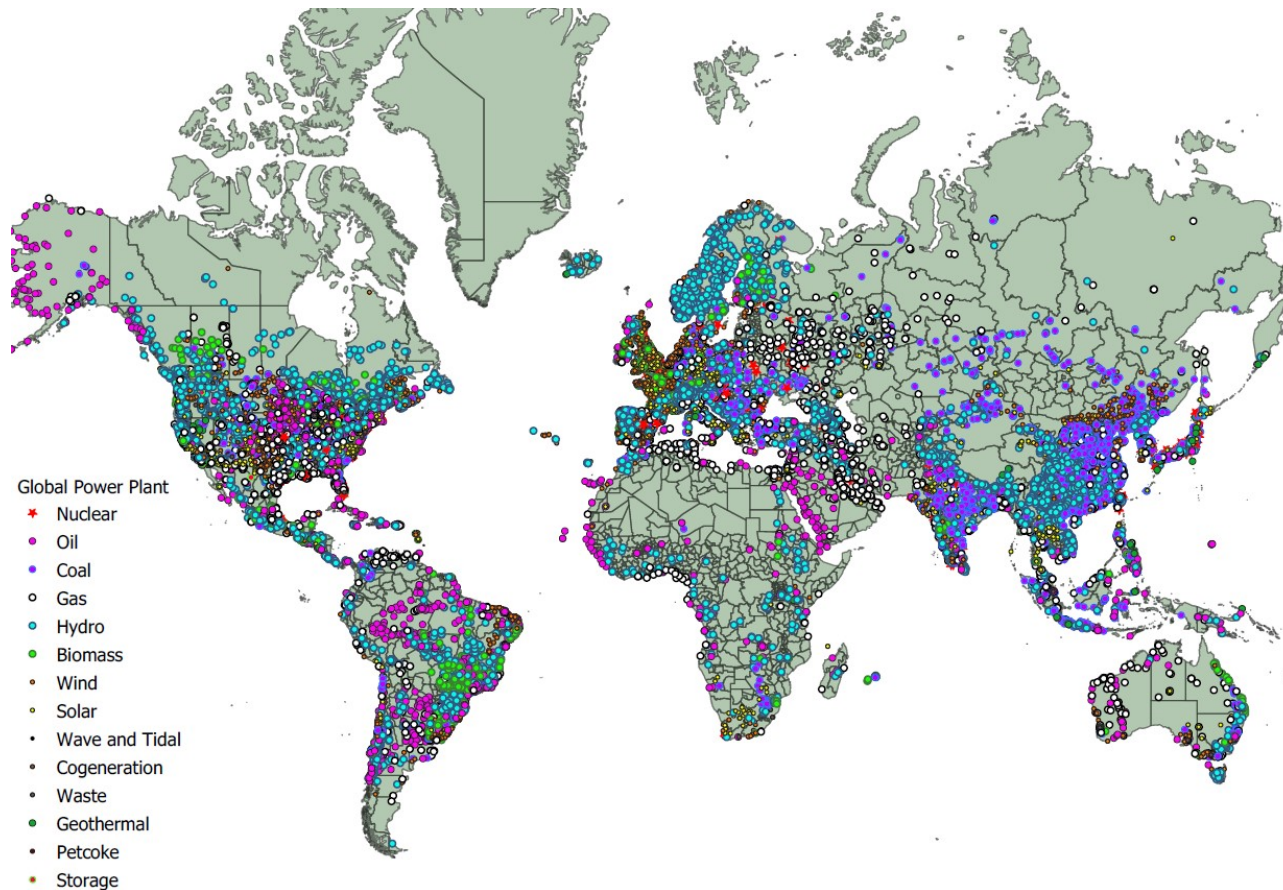 Global Power Plant
Nuclear
Oil
Coal
Gas
Hydro
Biomass
Wind
Solar
Wave and Tidal
Cogeneration
Waste
Geothermal
Petcoke
Storage